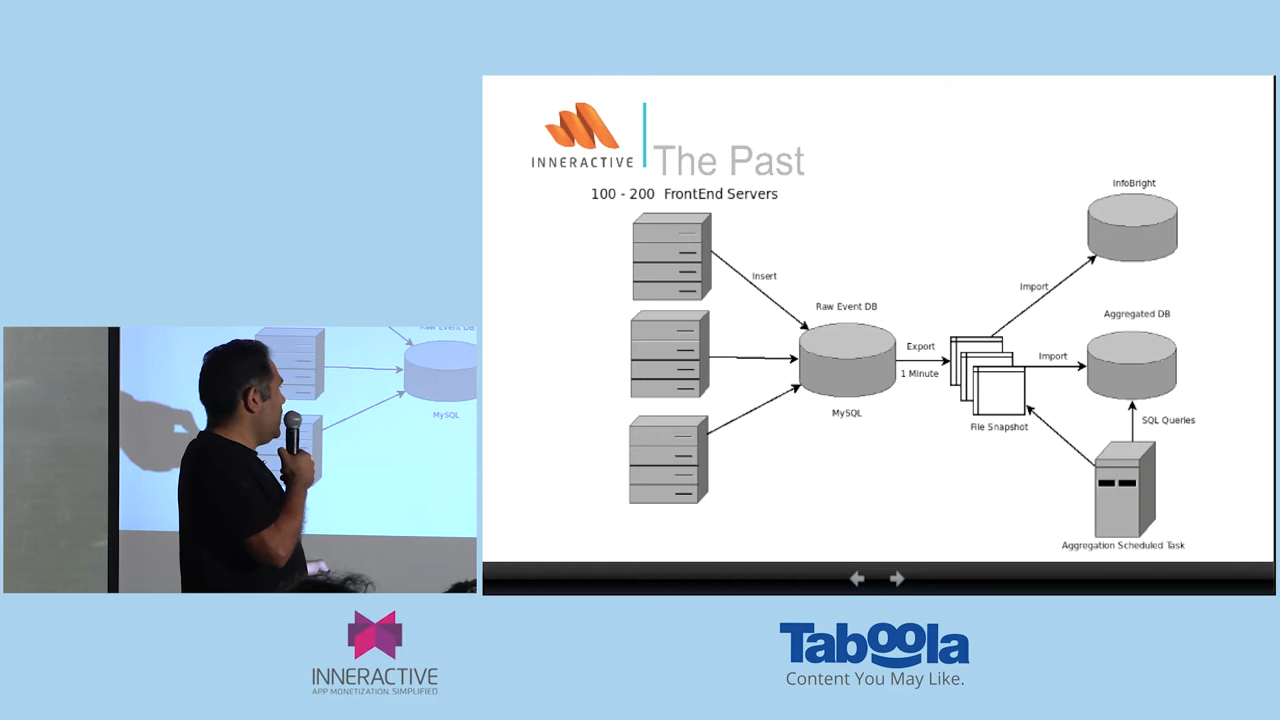 INNERACTIVE
The Past
100 - 200 FrontEnd Servers
InfoBright
Insert
Import
Raw Event DB
Aggregated DB
Export
Import
1 Minute
MySQL
File Snapshot
SQL Queries
Aggregation Scheduled Task
Raw Event DB
MySQL
INNERACTIVE
APP MONETIZATION. SIMPLIFIED
Taboola
Content You May Like.